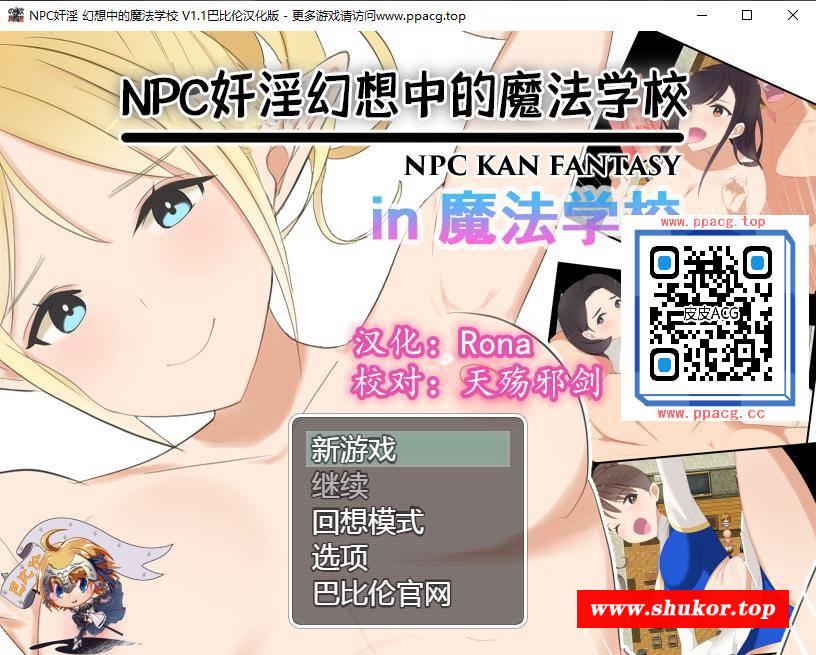 NPC奸淫 幻想中的魔法学校 V1.1巴比伦汉化版 - 更多游戏请访问www.ppacg.top
NPC奸淫幻想中的魔法学校
NPC KAN FANTASY
in 魔法学校
www.ppacg.top
皮皮ACG
www.ppacg.cc
汉化：Rona
校对：天殇邪剑
新游戏
继续
回想模式
选项
巴比伦官网
巴比伦
www.shukor.top